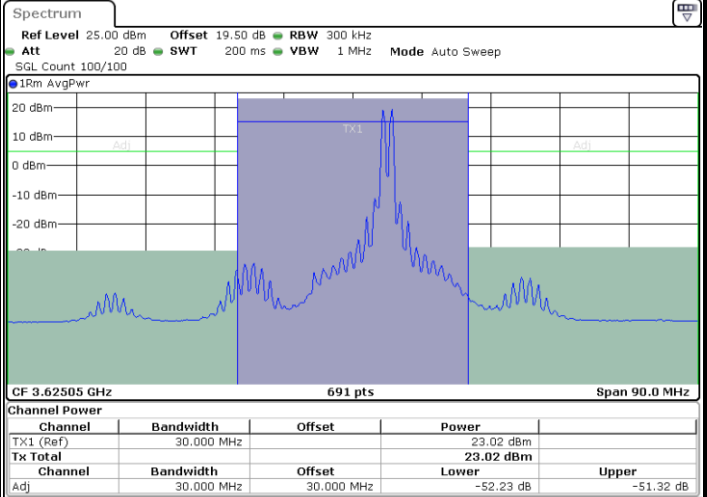 Spectrum
Ref Level 25.00 dBm Offset 19.50 dB RBW 300 kHz
Att 20 dB SWT 200 ms VBW 1 MHz Mode Auto Sweep
SGL Count 100/100
1Rm AvgPwr
20 dBm
TX1
10 dBm
Adj Adj
0 dBm
-10 dBm
-20 dBm
CF 3.62505 GHz 691 pts Span 90.0 MHz
Channel Power
Channel Bandwidth Offset Power
TX1 (Ref) 30.000 MHz 23.02 dBm
Tx Total 23.02 dBm
Channel Bandwidth Offset Lower Upper
Adj 30.000 MHz 30.000 MHz -52.23 dB -51.32 dB